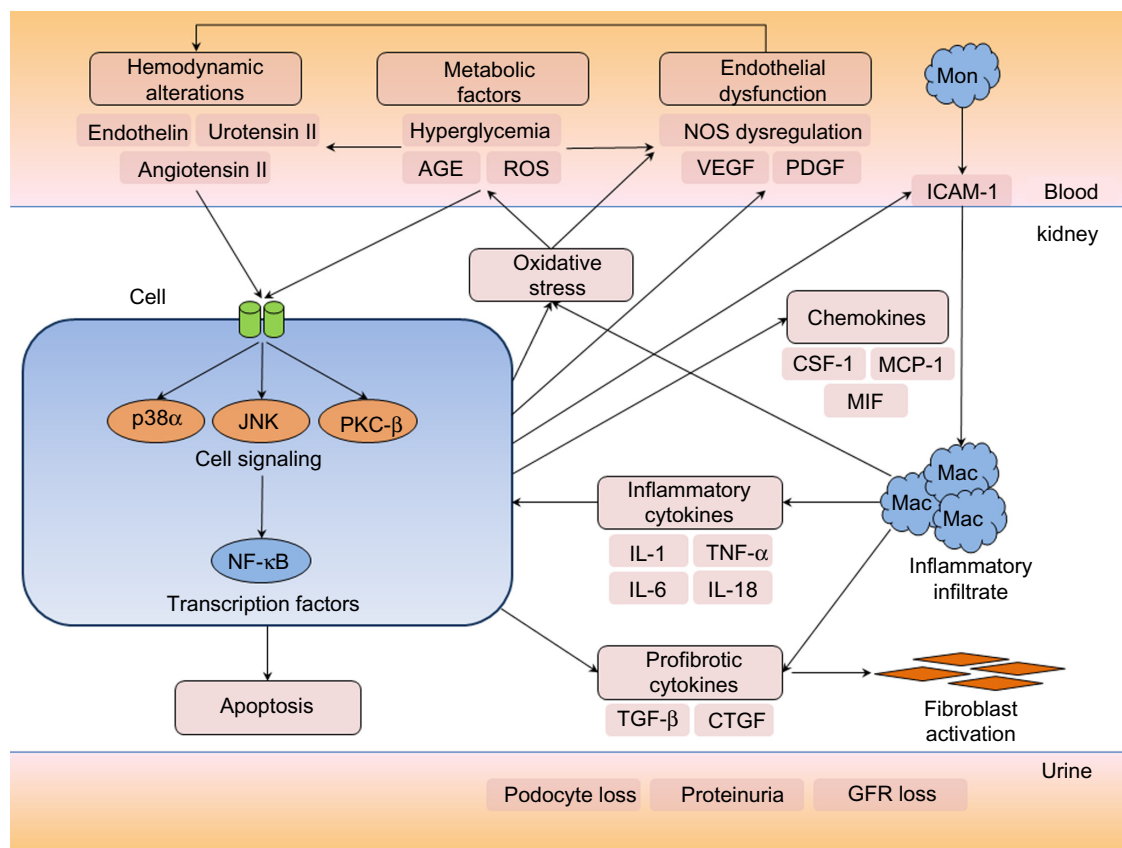 Hemodynamic
alterations
Metabolic
factors
Endothelial
dysfunction
Mon
Endothelin
Urotensin II
Angiotensin II
Hyperglycemia
AGE
ROS
NOS dysregulation
VEGF
PDGF
ICAM-1
Blood
kidney
Oxidative
stress
Cell
Chemokines
CSF-1
MCP-1
MIF
p38α
JNK
PKC-β
Cell signaling
NF-κB
Transcription factors
Inflammatory
cytokines
IL-1
TNF-α
IL-6
IL-18
Mac
Mac
Mac
Inflammatory
infiltrate
Apoptosis
Profibrotic
cytokines
TGF-β
CTGF
Fibroblast
activation
Urine
Podocyte loss
Proteinuria
GFR loss